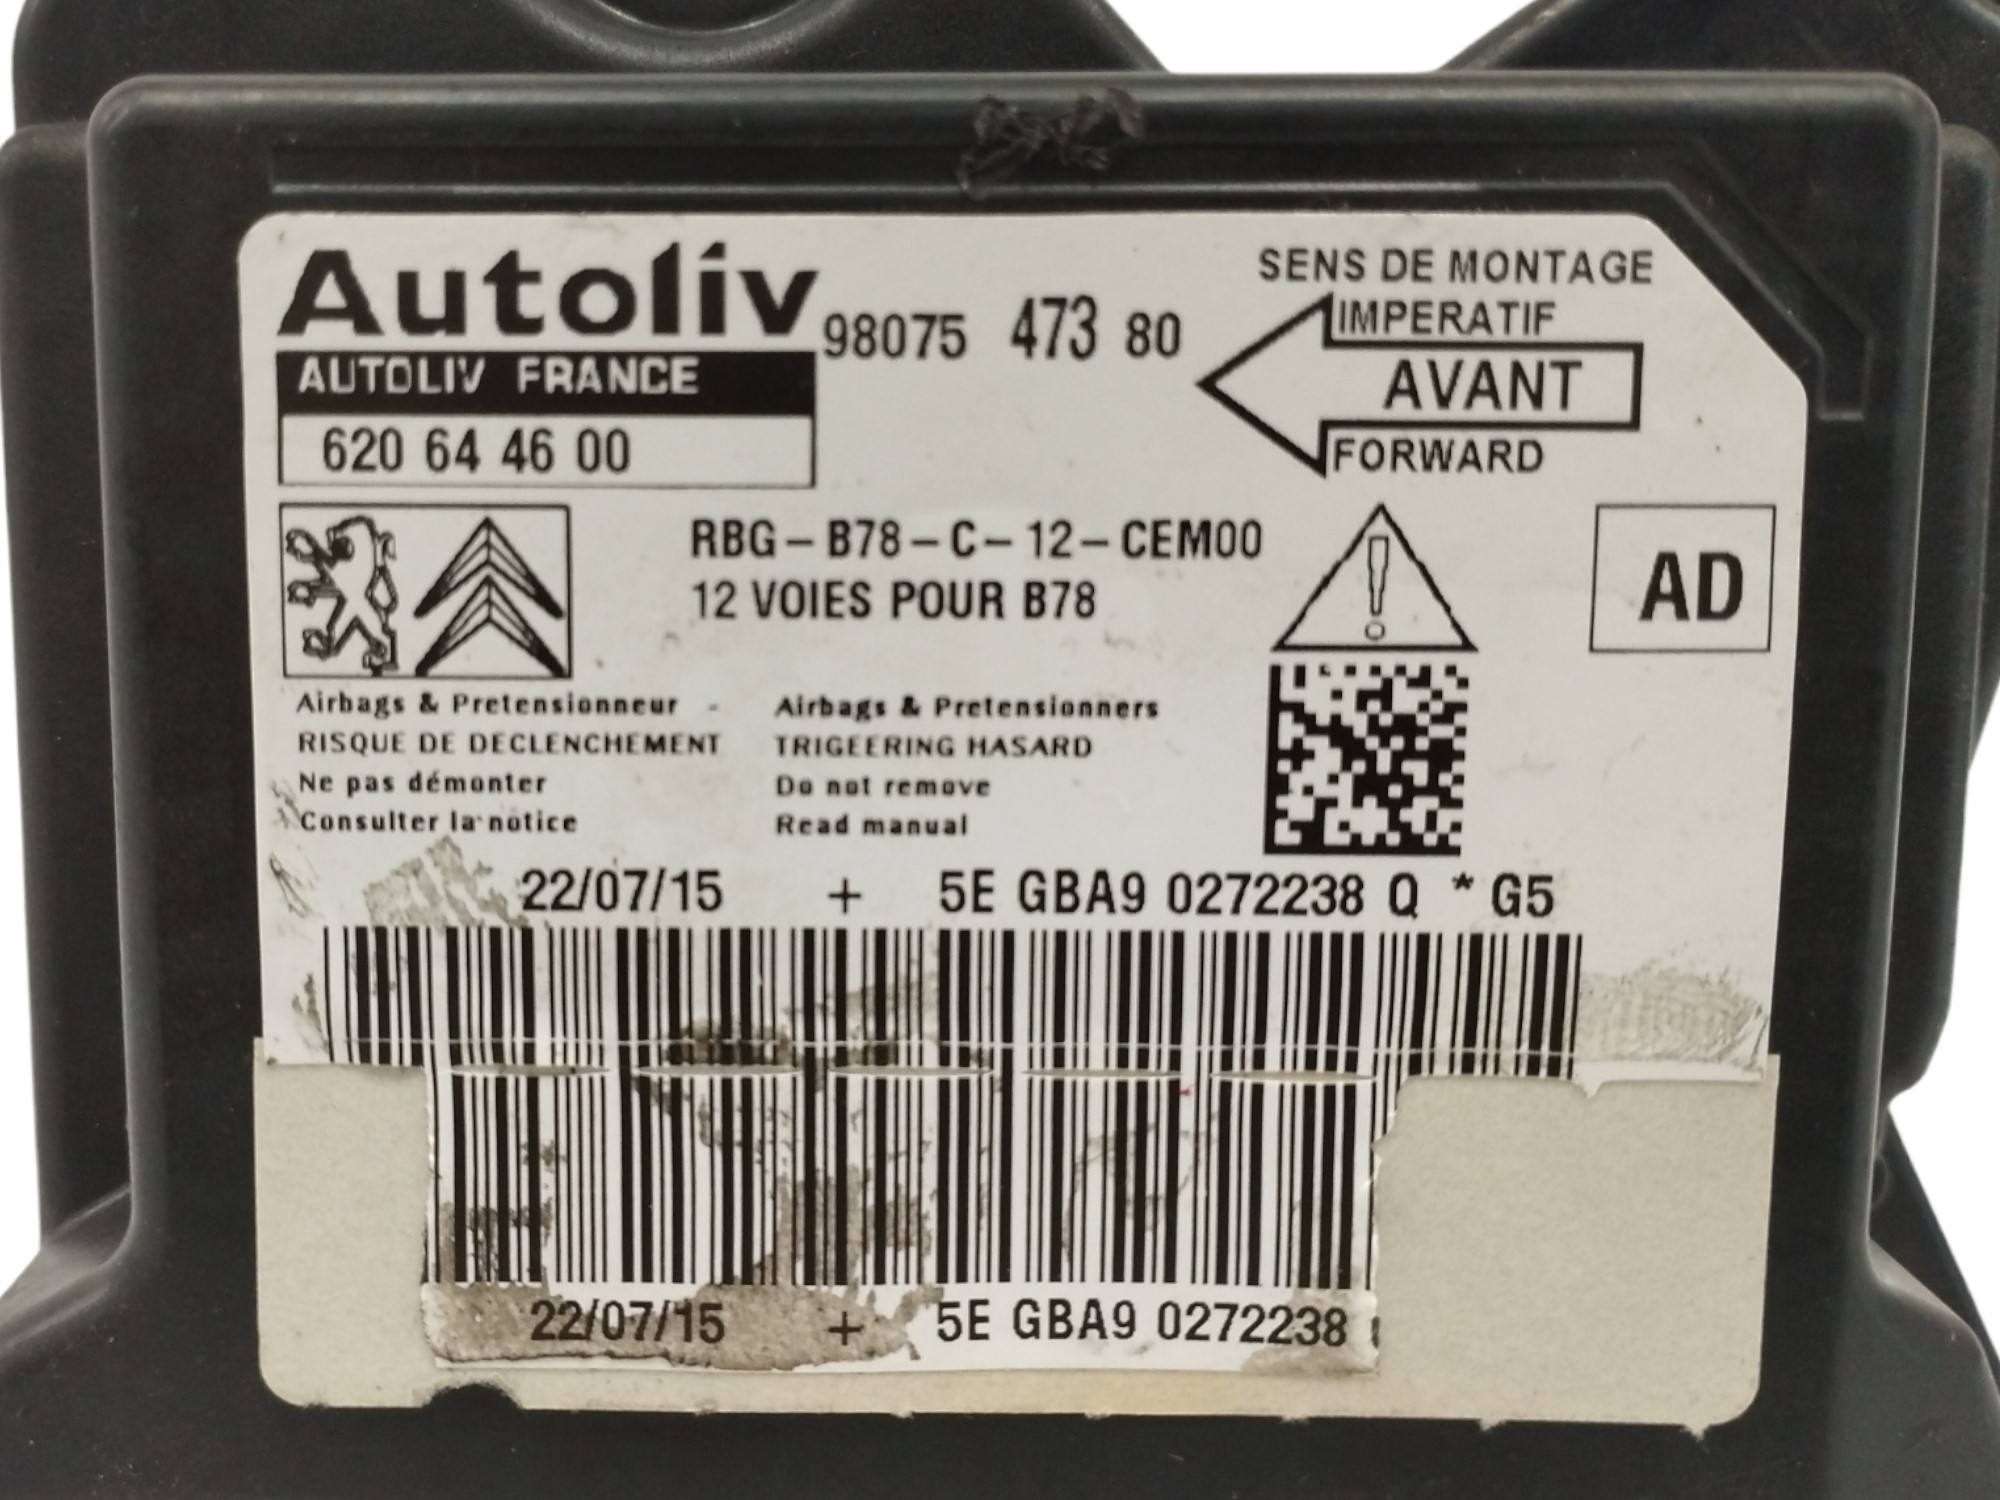 Autoliv
98075 473 80
AUTOLIV FRANCE
620 64 46 00
SENS DE MONTAGE
IMPERATIF
AVANT
FORWARD
RBG-B78-C-12-CEM00
12 VOIES POUR B78
AD
Airbags & Pretensionneur -
RISQUE DE DECLENCHEMENT
Ne pas démonter
Consulter la notice
Airbags & Pretensionners
TRIGEERING HASARD
Do not remove
Read manual
22/07/15 + 5E GBA9 0272238 Q * G5
22/07/15 + 5E GBA9 0272238